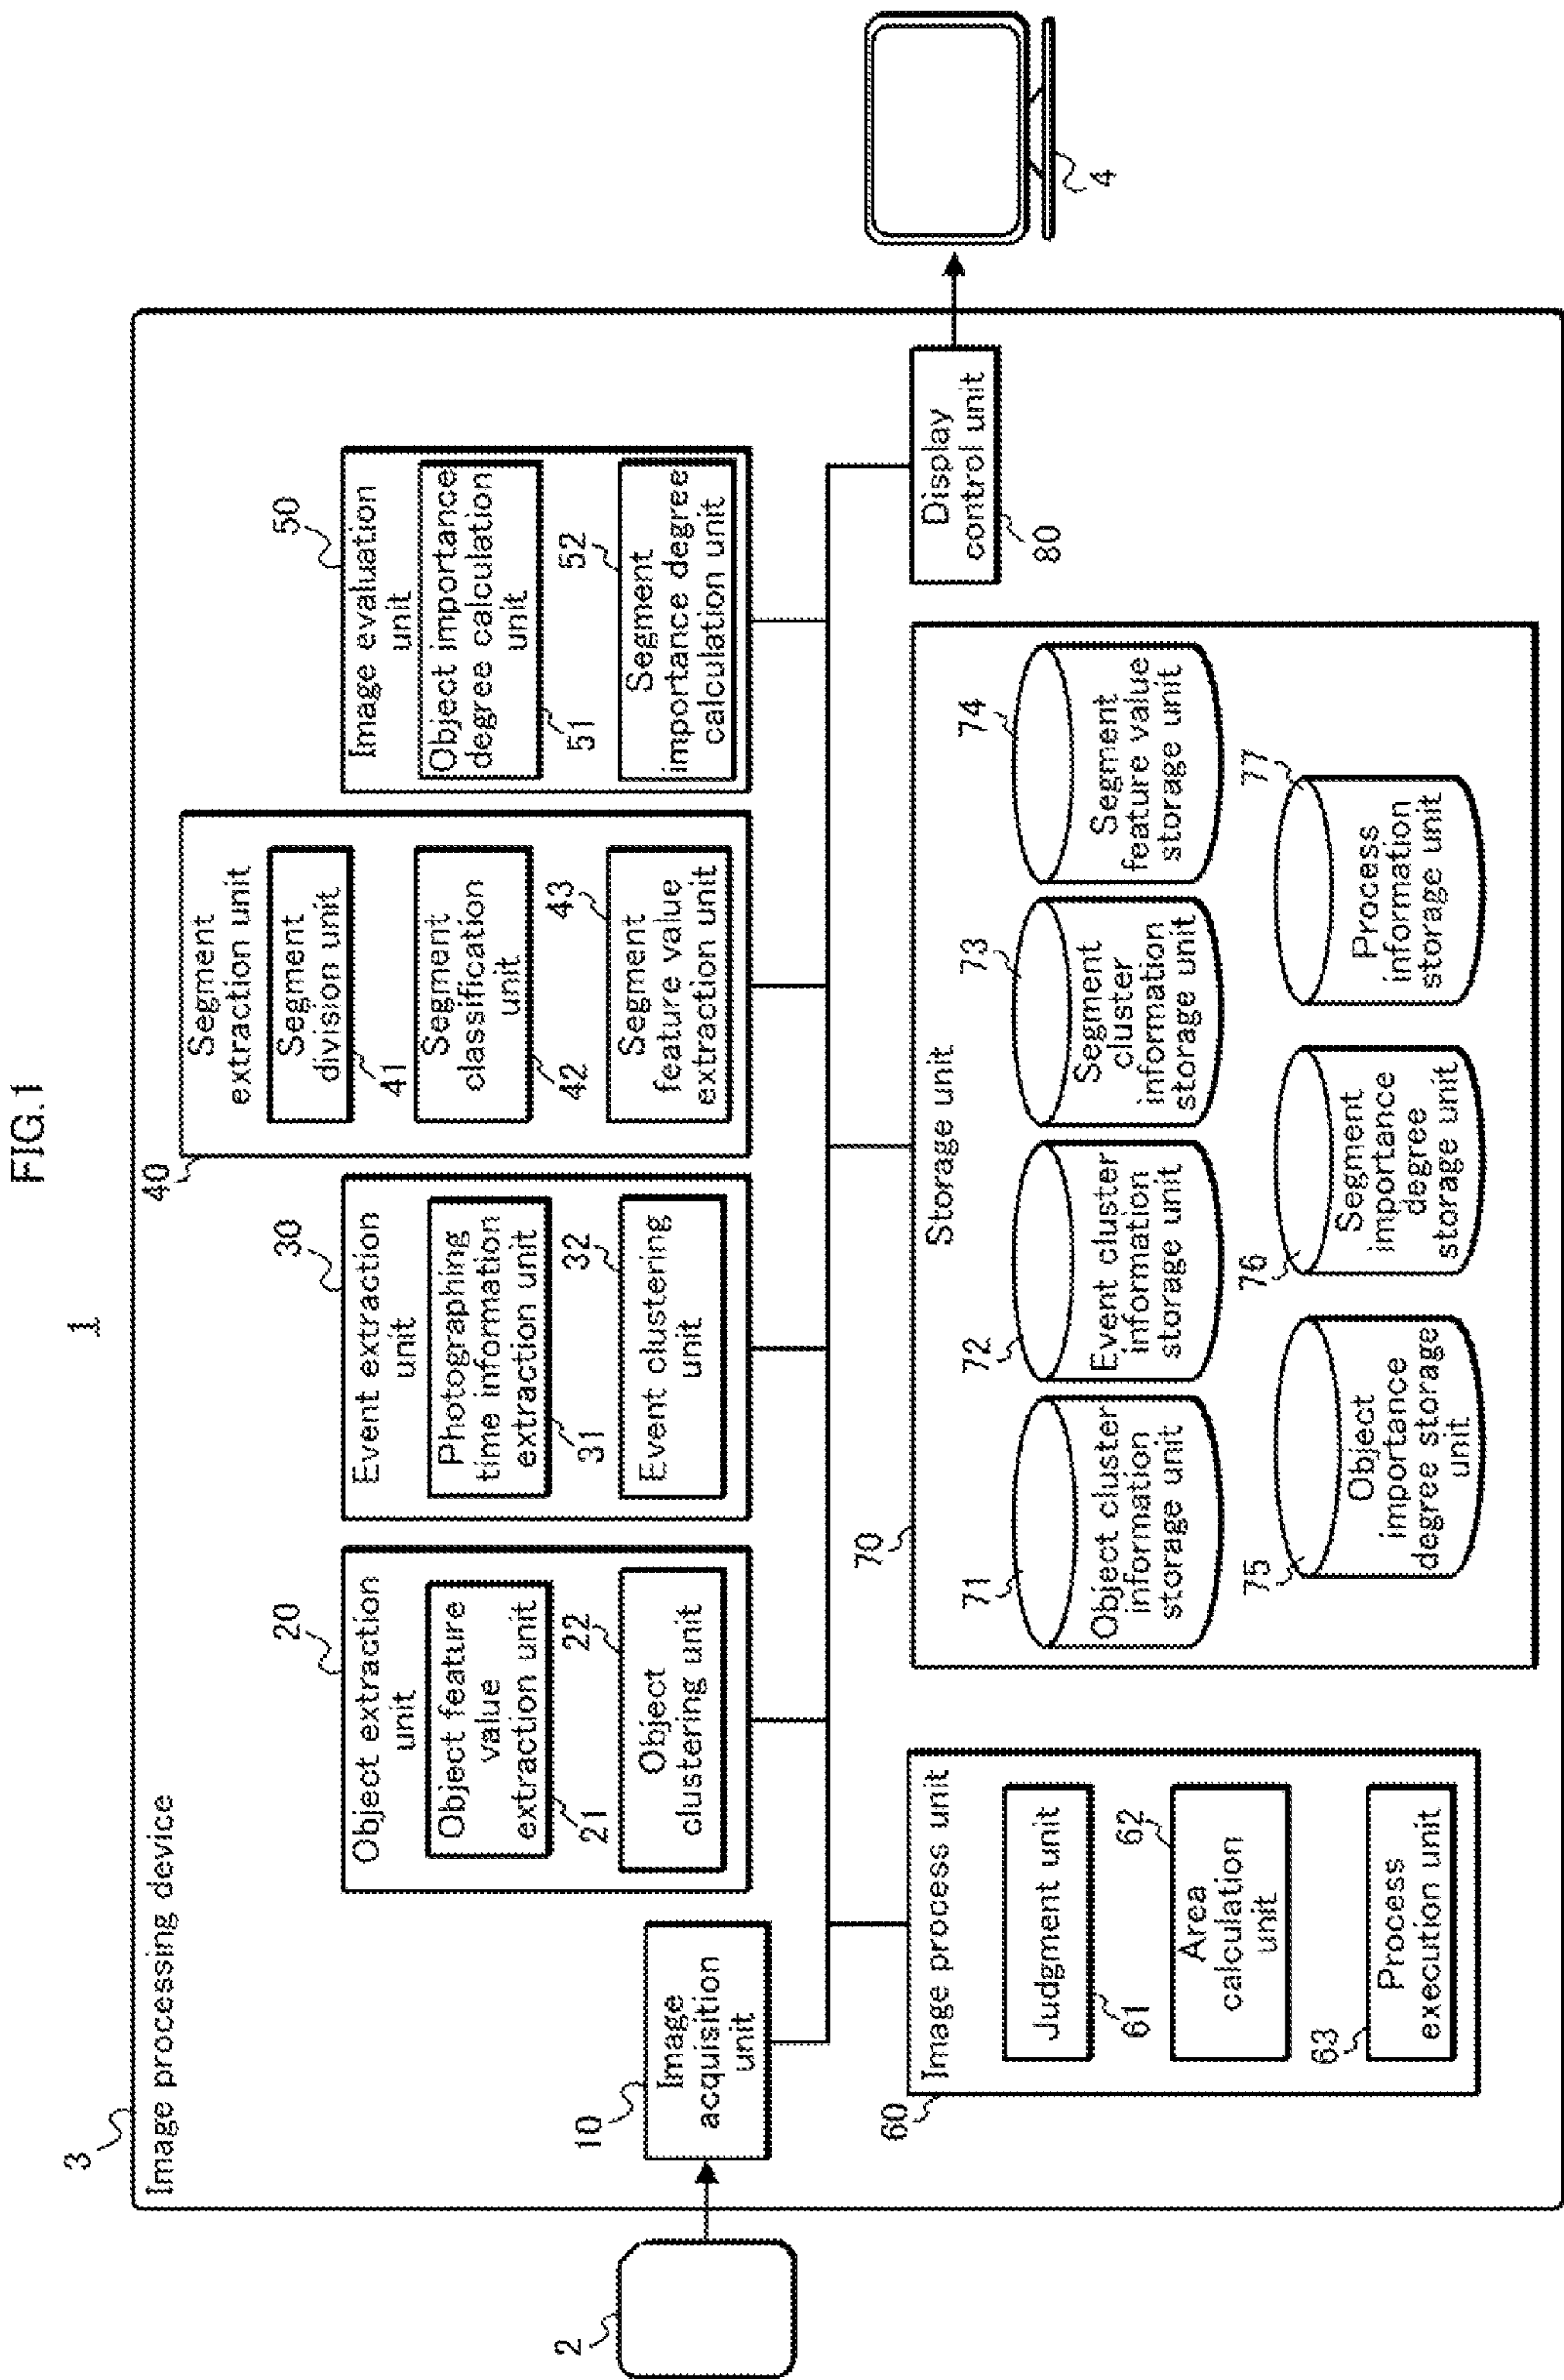 FIG.1
1
3
Image processing device
2
10
Image
acquisition
unit
20
Object extraction
unit
Object feature
value
extraction unit
21
22
Object
clustering unit
30
Event extraction
unit
Photographing
time information
extraction unit
31
32
Event clustering
unit
40
Segment
extraction unit
Segment
division unit
41
Segment
classification
unit
42
43
Segment
feature value
extraction unit
50
Image evaluation
unit
Object importance
degree calculation
unit
51
52
Segment
importance degree
calculation unit
60
Image process unit
Judgment unit
61
62
Area
calculation
unit
63
Process
execution unit
70
Storage unit
71
Object cluster
information
storage unit
72
Event cluster
information
storage unit
73
Segment
cluster
information
storage unit
74
Segment
feature value
storage unit
75
Object
importance
degree storage
unit
76
Segment
importance
degree
storage unit
77
Process
information
storage unit
Display
control unit
80
4